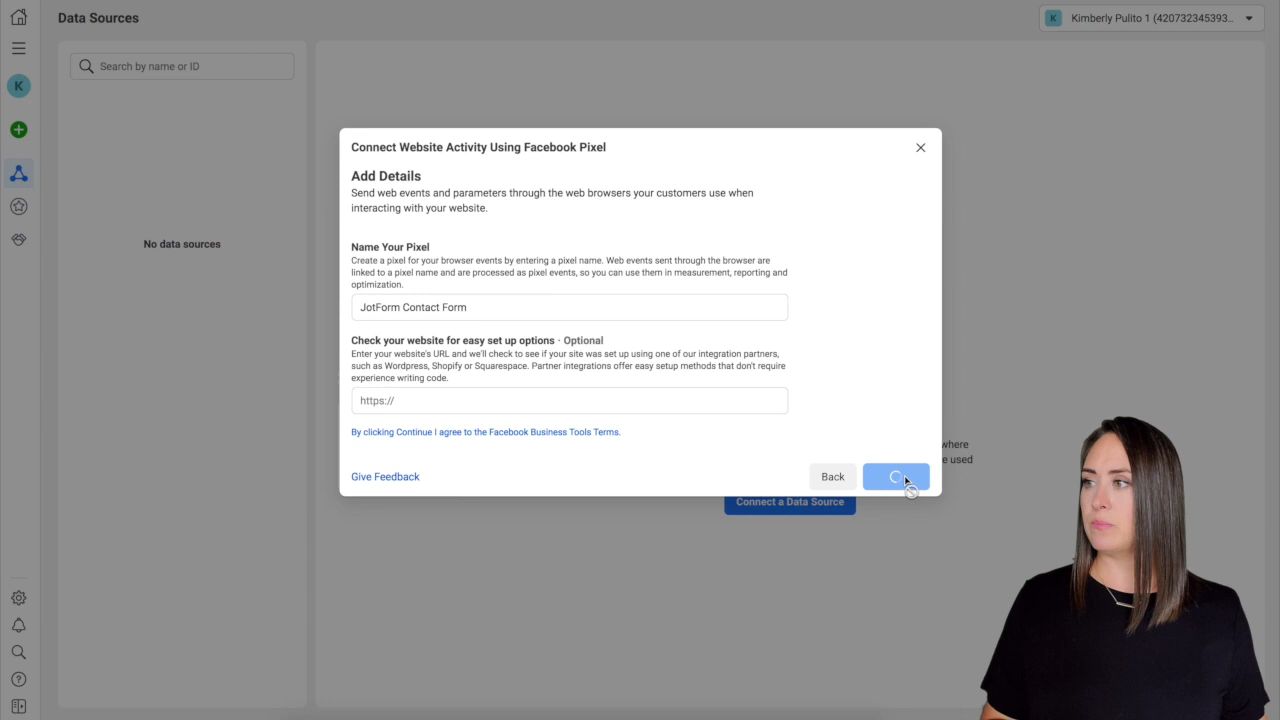 Data Sources
K
Kimberly Pulito 1 (420732345393...
Search by name or ID
K
No data sources
Connect Website Activity Using Facebook Pixel
Add Details
Send web events and parameters through the web browsers your customers use when
interacting with your website.
Name Your Pixel
Create a pixel for your browser events by entering a pixel name. Web events sent through the browser are
linked to a pixel name and are processed as pixel events, so you can use them in measurement, reporting and
optimization.
JotForm Contact Form
Check your website for easy set up options · Optional
Enter your website's URL and we'll check to see if your site was set up using one of our integration partners,
such as Wordpress, Shopify or Squarespace. Partner integrations offer easy setup methods that don't require
experience writing code.
https://
By clicking Continue I agree to the Facebook Business Tools Terms.
where
used
Give Feedback
Back
Connect a Data Source